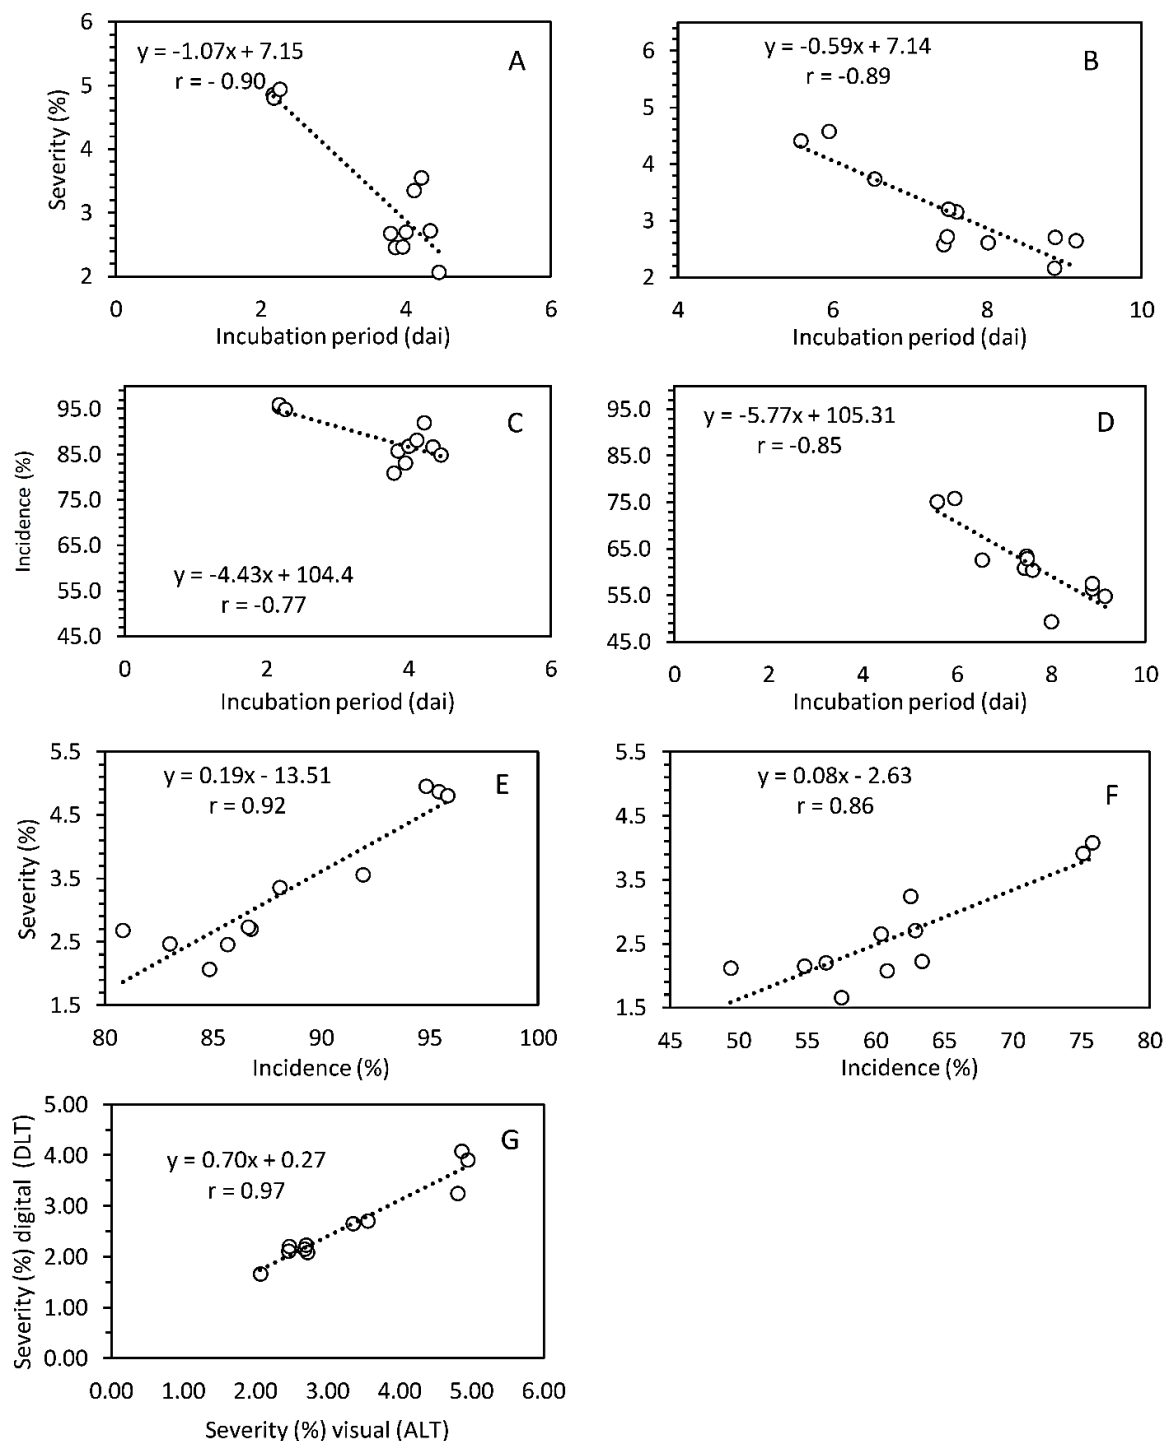 y = -1.07x + 7.15
r = - 0.90
A
Severity (%)
6
5
4
3
2
0
2
4
6
Incubation period (dai)
y = -0.59x + 7.14
r = -0.89
B
6
5
4
3
2
4
6
8
10
Incubation period (dai)
C
Incidence (%)
95.0
85.0
75.0
65.0
55.0
45.0
y = -4.43x + 104.4
r = -0.77
0
2
4
6
Incubation period (dai)
y = -5.77x + 105.31
r = -0.85
D
95.0
85.0
75.0
65.0
55.0
45.0
0
2
4
6
8
10
Incubation period (dai)
y = 0.19x - 13.51
r = 0.92
E
Severity (%)
5.5
4.5
3.5
2.5
1.5
80
85
90
95
100
Incidence (%)
y = 0.08x - 2.63
r = 0.86
F
5.5
3.5
2.5
1.5
45
50
55
60
65
70
75
80
Incidence (%)
y = 0.70x + 0.27
r = 0.97
G
Severity (%) digital (DLT)
5.00
4.00
3.00
2.00
1.00
0.00
0.00
1.00
2.00
3.00
4.00
5.00
6.00
Severity (%) visual (ALT)